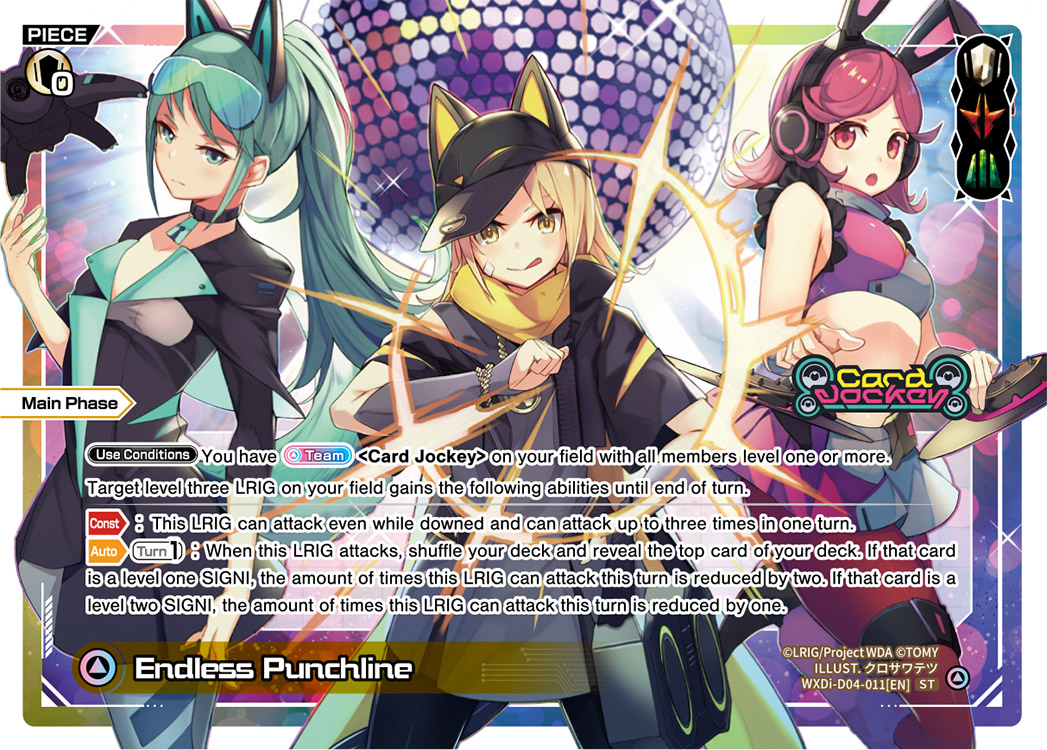 PIECE
0
Card
Jockey
Main Phase
Use Conditions You have Team <Card Jockey> on your field with all members level one or more.
Target level three LRIG on your field gains the following abilities until end of turn.
Const : This LRIG can attack even while downed and can attack up to three times in one turn.
Auto Turn 1 : When this LRIG attacks, shuffle your deck and reveal the top card of your deck. If that card
is a level one SIGNI, the amount of times this LRIG can attack this turn is reduced by two. If that card is a
level two SIGNI, the amount of times this LRIG can attack this turn is reduced by one.
Endless Punchline
©LRIG/Project WDA ©TOMY
ILLUST. クロサワテツ
WXDi-D04-011[EN] ST